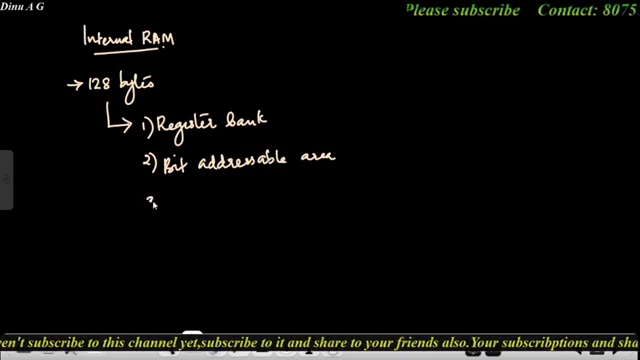 Dinu A G
Please subscribe Contact: 8075
Internal RAM
→ 128 bytes
1) Register bank
2) Bit addressable area
en't subscribe to this channel yet,subscribe to it and share to your friends also.Your subscribptions and sha